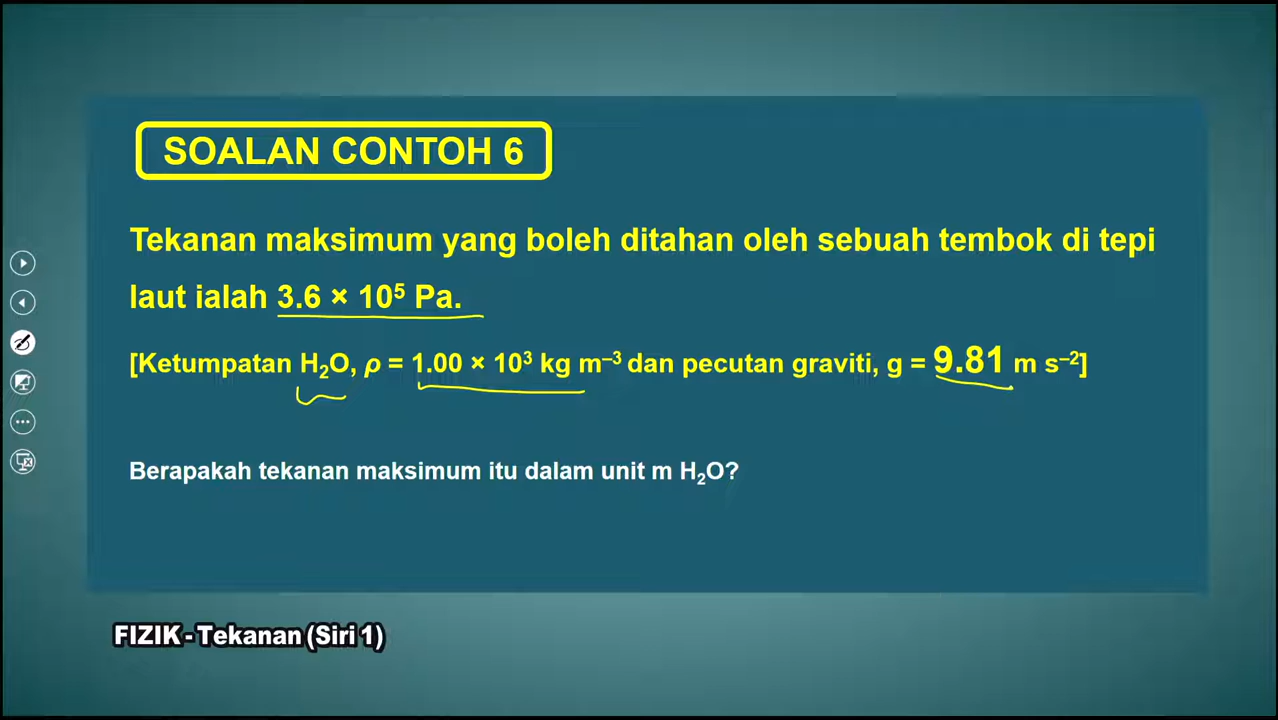 SOALAN CONTOH 6
Tekanan maksimum yang boleh ditahan oleh sebuah tembok di tepi
laut ialah 3.6 × 10⁵ Pa.
[Ketumpatan H₂O, ρ = 1.00 × 10³ kg m⁻³ dan pecutan graviti, g = 9.81 m s⁻²]
Berapakah tekanan maksimum itu dalam unit m H₂O?
FIZIK - Tekanan (Siri 1)